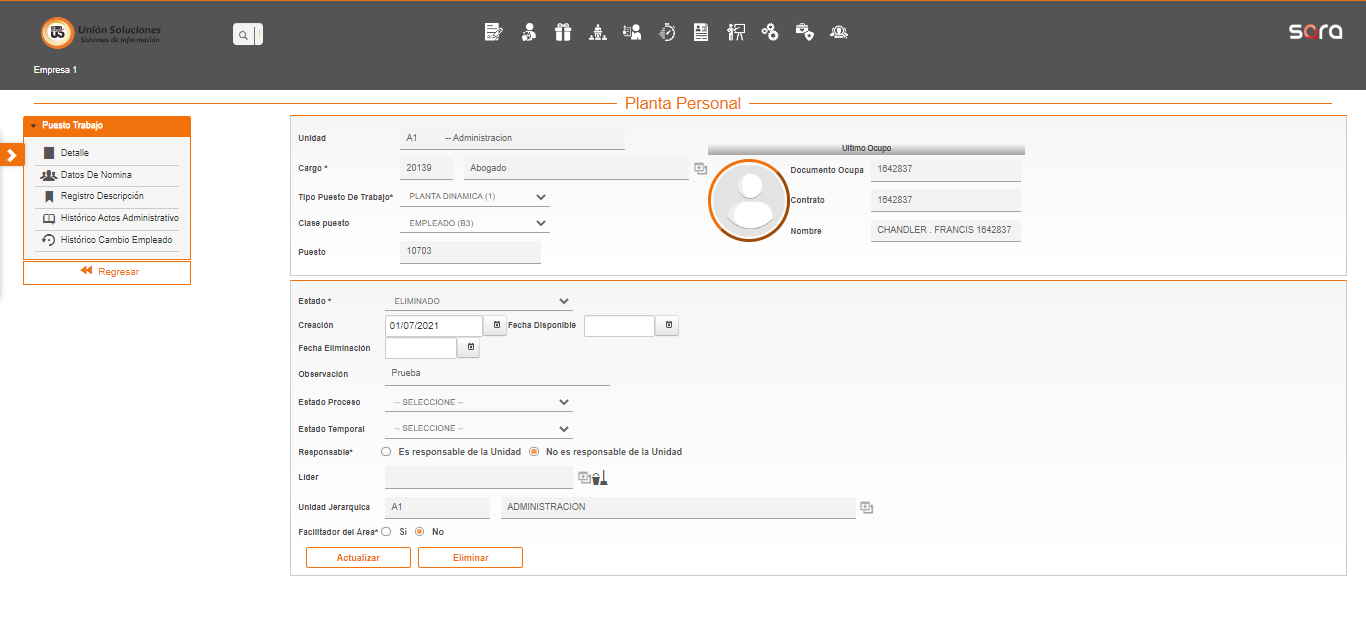 US
Unión Soluciones
Sistemas de Información
sora
Empresa 1
Planta Personal
Puesto Trabajo
Detalle
Datos De Nomina
Registro Descripción
Histórico Actos Administrativo
Histórico Cambio Empleado
Regresar
Unidad A1 -- Administracion
Cargo * 20139 Abogado
Tipo Puesto De Trabajo* PLANTA DINAMICA (1)
Clase puesto EMPLEADO (B3)
Puesto 10703
Ultimo Ocupo
Documento Ocupa 1642837
Contrato 1642837
Nombre CHANDLER . FRANCIS 1642837
Estado * ELIMINADO
Creación 01/07/2021 Fecha Disponible
Fecha Eliminación
Observación Prueba
Estado Proceso -- SELECCIONE --
Estado Temporal -- SELECCIONE --
Responsable* Es responsable de la Unidad No es responsable de la Unidad
Lider
Unidad Jerarquica A1 ADMINISTRACION
Facilitador del Área* Si No
Actualizar Eliminar